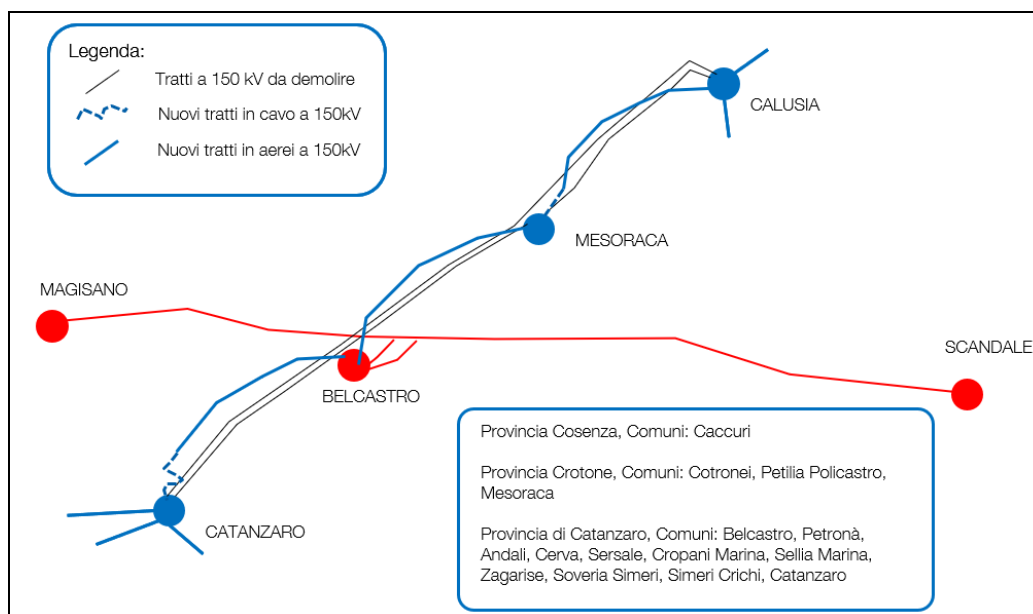 Legenda:
Tratti a 150 kV da demolire
Nuovi tratti in cavo a 150kV
Nuovi tratti in aerei a 150kV
CALUSIA
MESORACA
MAGISANO
SCANDALE
BELCASTRO
CATANZARO
Provincia Cosenza, Comuni: Caccuri
Provincia Crotone, Comuni: Cotronei, Petilia Policastro,
Mesoraca
Provincia di Catanzaro, Comuni: Belcastro, Petronà,
Andali, Cerva, Sersale, Cropani Marina, Sellia Marina,
Zagarise, Soveria Simeri, Simeri Crichi, Catanzaro